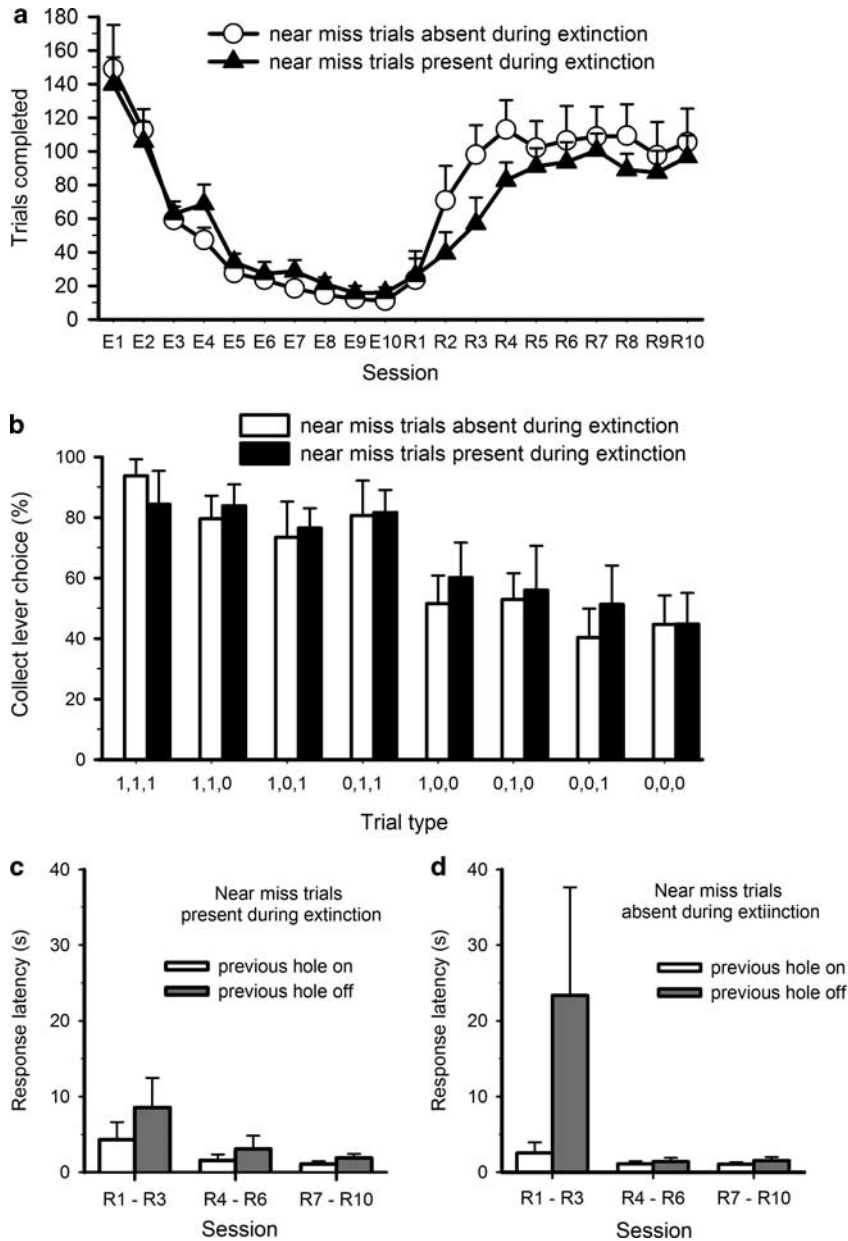 a
near miss trials absent during extinction
near miss trials present during extinction
180
160
140
120
100
80
60
40
20
0
Trials completed
E1 E2 E3 E4 E5 E6 E7 E8 E9 E10 R1 R2 R3 R4 R5 R6 R7 R8 R9 R10
Session
b
near miss trials absent during extinction
near miss trials present during extinction
100
80
60
40
20
0
Collect lever choice (%)
1,1,1 1,1,0 1,0,1 0,1,1 1,0,0 0,1,0 0,0,1 0,0,0
Trial type
c
Near miss trials
present during extinction
previous hole on
previous hole off
40
30
20
10
0
Response latency (s)
R1 - R3 R4 - R6 R7 - R10
Session
d
Near miss trials
absent during extiinction
previous hole on
previous hole off
40
30
20
10
0
Response latency (s)
R1 - R3 R4 - R6 R7 - R10
Session